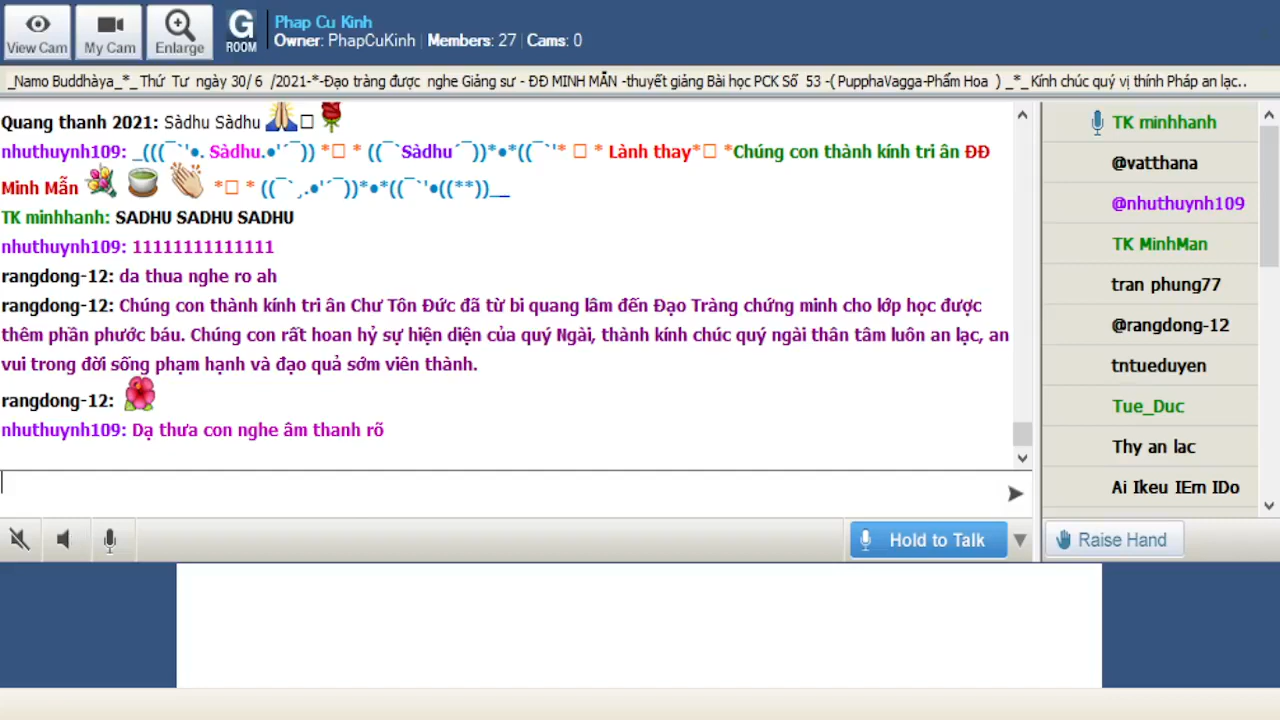 Phap Cu Kinh
Owner: PhapCuKinh | Members: 27 | Cams: 0
View Cam
My Cam
Enlarge
G ROOM
_Namo Buddhàya_*_Thứ Tư ngày 30/ 6 /2021-*-Đạo tràng được nghe Giảng sư - ĐĐ MINH MẪN -thuyết giảng Bài học PCK Số 53 -( PupphaVagga-Phẩm Hoa ) _*_Kính chúc quý vị thính Pháp an lạc..
Quang thanh 2021: Sàdhu Sàdhu
nhuthuynh109: _(((¯`'•. Sàdhu.•'´¯)) *□ * ((¯`Sàdhu´¯))*•*((¯`'* □ * Lành thay*□ *Chúng con thành kính tri ân ĐĐ
Minh Mẫn *□ * ((¯`¸.•'´¯))*•*((¯`'•((**))__
TK minhhanh: SADHU SADHU SADHU
nhuthuynh109: 11111111111111
rangdong-12: da thua nghe ro ah
rangdong-12: Chúng con thành kính tri ân Chư Tôn Đức đã từ bi quang lâm đến Đạo Tràng chứng minh cho lớp học được
thêm phần phước báu. Chúng con rất hoan hỷ sự hiện diện của quý Ngài, thành kính chúc quý ngài thân tâm luôn an lạc, an
vui trong đời sống phạm hạnh và đạo quả sớm viên thành.
rangdong-12:
nhuthuynh109: Dạ thưa con nghe âm thanh rõ
Hold to Talk
TK minhhanh
@vatthana
@nhuthuynh109
TK MinhMan
tran phung77
@rangdong-12
tntueduyen
Tue_Duc
Thy an lac
Ai Ikeu IEm IDo
Raise Hand